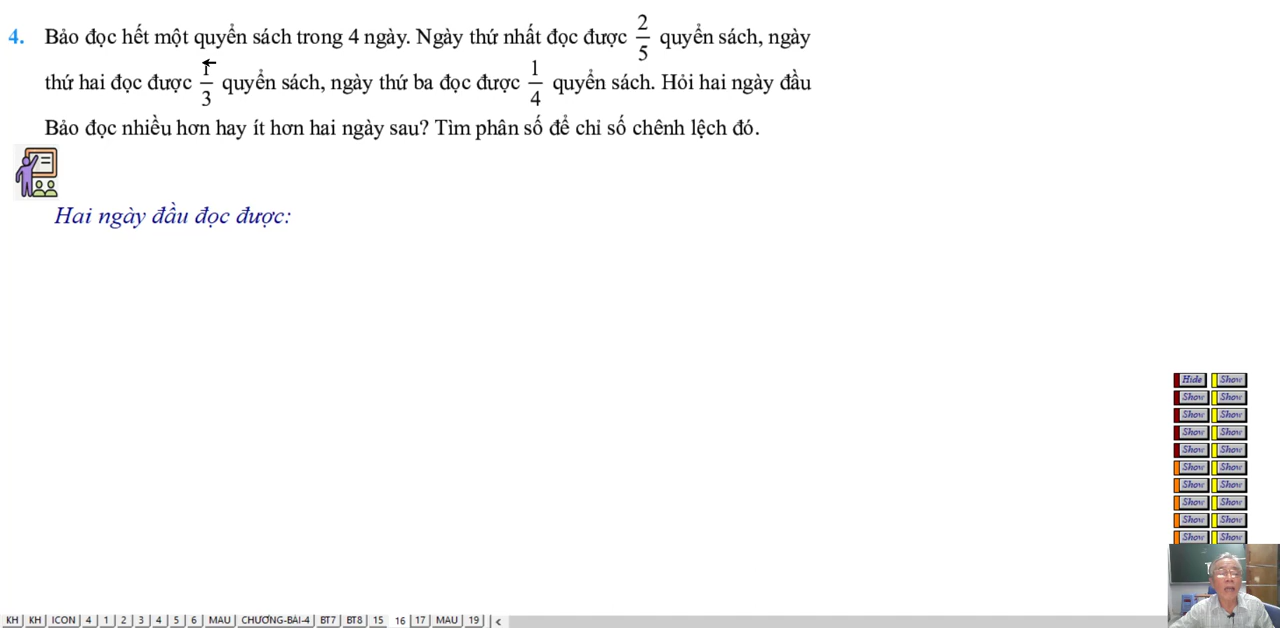 4. Bảo đọc hết một quyển sách trong 4 ngày. Ngày thứ nhất đọc được 2/5 quyển sách, ngày
thứ hai đọc được 1/3 quyển sách, ngày thứ ba đọc được 1/4 quyển sách. Hỏi hai ngày đầu
Bảo đọc nhiều hơn hay ít hơn hai ngày sau? Tìm phân số để chỉ số chênh lệch đó.
Hai ngày đầu đọc được:
Hide Show
Show Show
Show Show
Show Show
Show Show
Show Show
Show Show
Show Show
Show Show
Show Show
KH KH ICON 4 1 2 3 4 5 6 MAU CHƯƠNG-BÀI-4 BT7 BT8 15 16 17 MAU 19 <